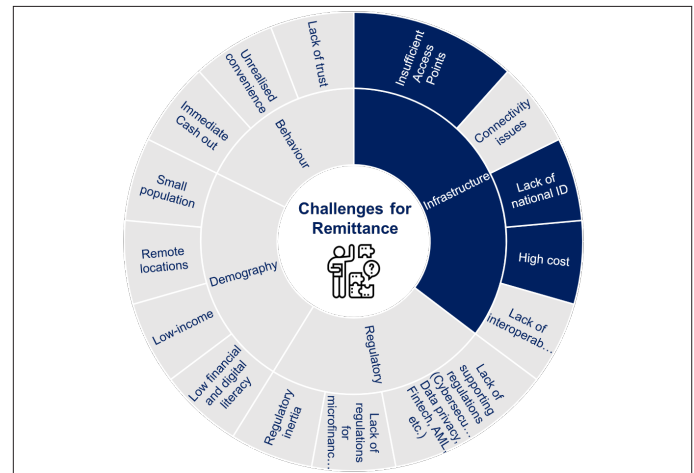 Challenges for
Remittance
Infrastructure
Insufficient
Access
Points
Connectivity
issues
Lack of
national ID
High cost
Lack of
interoperab...
Regulatory
Lack of
supporting
regulations
(Cybersecu...
Data privacy,
Fintech, AML,
etc.)
Lack of
regulations
for
microfinanc...
Regulatory
inertia
Demography
Low financial
and digital
literacy
Low-income
Remote
locations
Small
population
Behaviour
Immediate
Cash out
Unrealised
convenience
Lack of trust